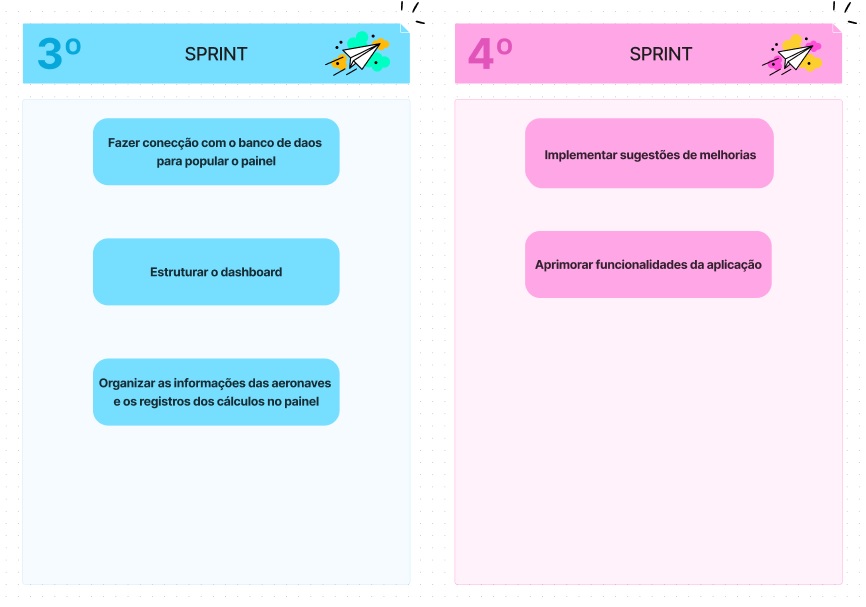 3º
SPRINT
Fazer conecção com o banco de daos
para popular o painel
Estruturar o dashboard
Organizar as informações das aeronaves
e os registros dos cálculos no painel
4º
SPRINT
Implementar sugestões de melhorias
Aprimorar funcionalidades da aplicação